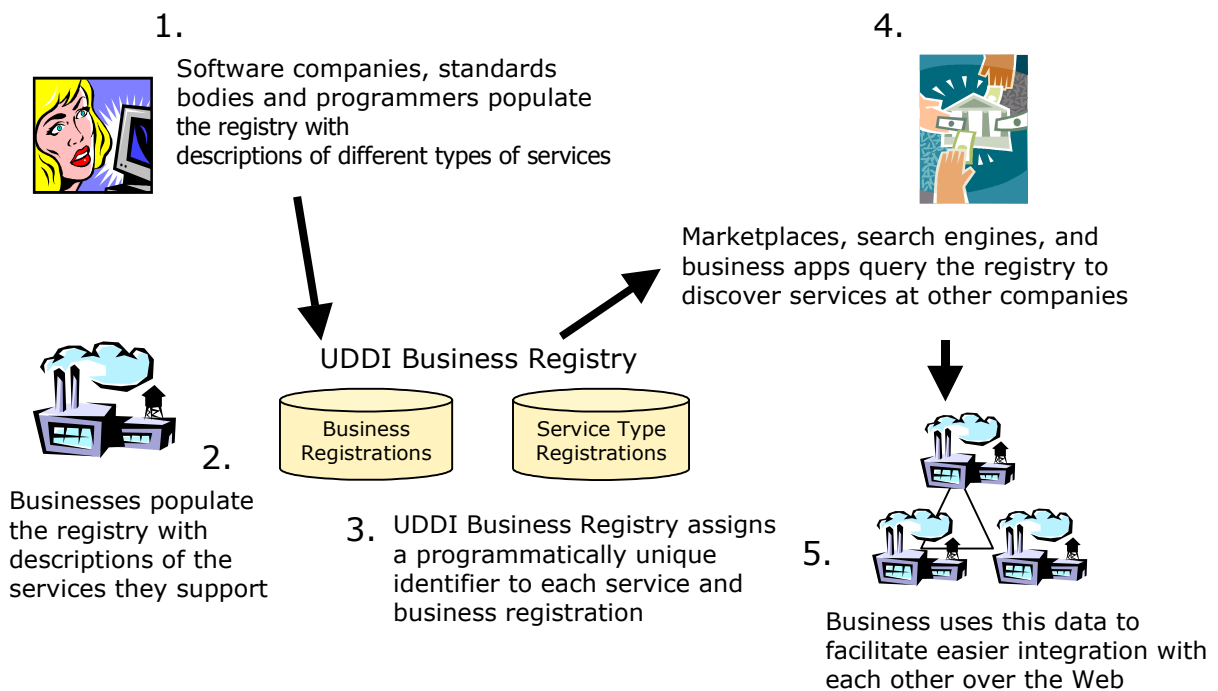 1.
Software companies, standards
bodies and programmers populate
the registry with
descriptions of different types of services
UDDI Business Registry
Business
Registrations
Service Type
Registrations
2.
Businesses populate
the registry with
descriptions of the
services they support
3.
UDDI Business Registry assigns
a programmatically unique
identifier to each service and
business registration
4.
Marketplaces, search engines, and
business apps query the registry to
discover services at other companies
5.
Business uses this data to
facilitate easier integration with
each other over the Web